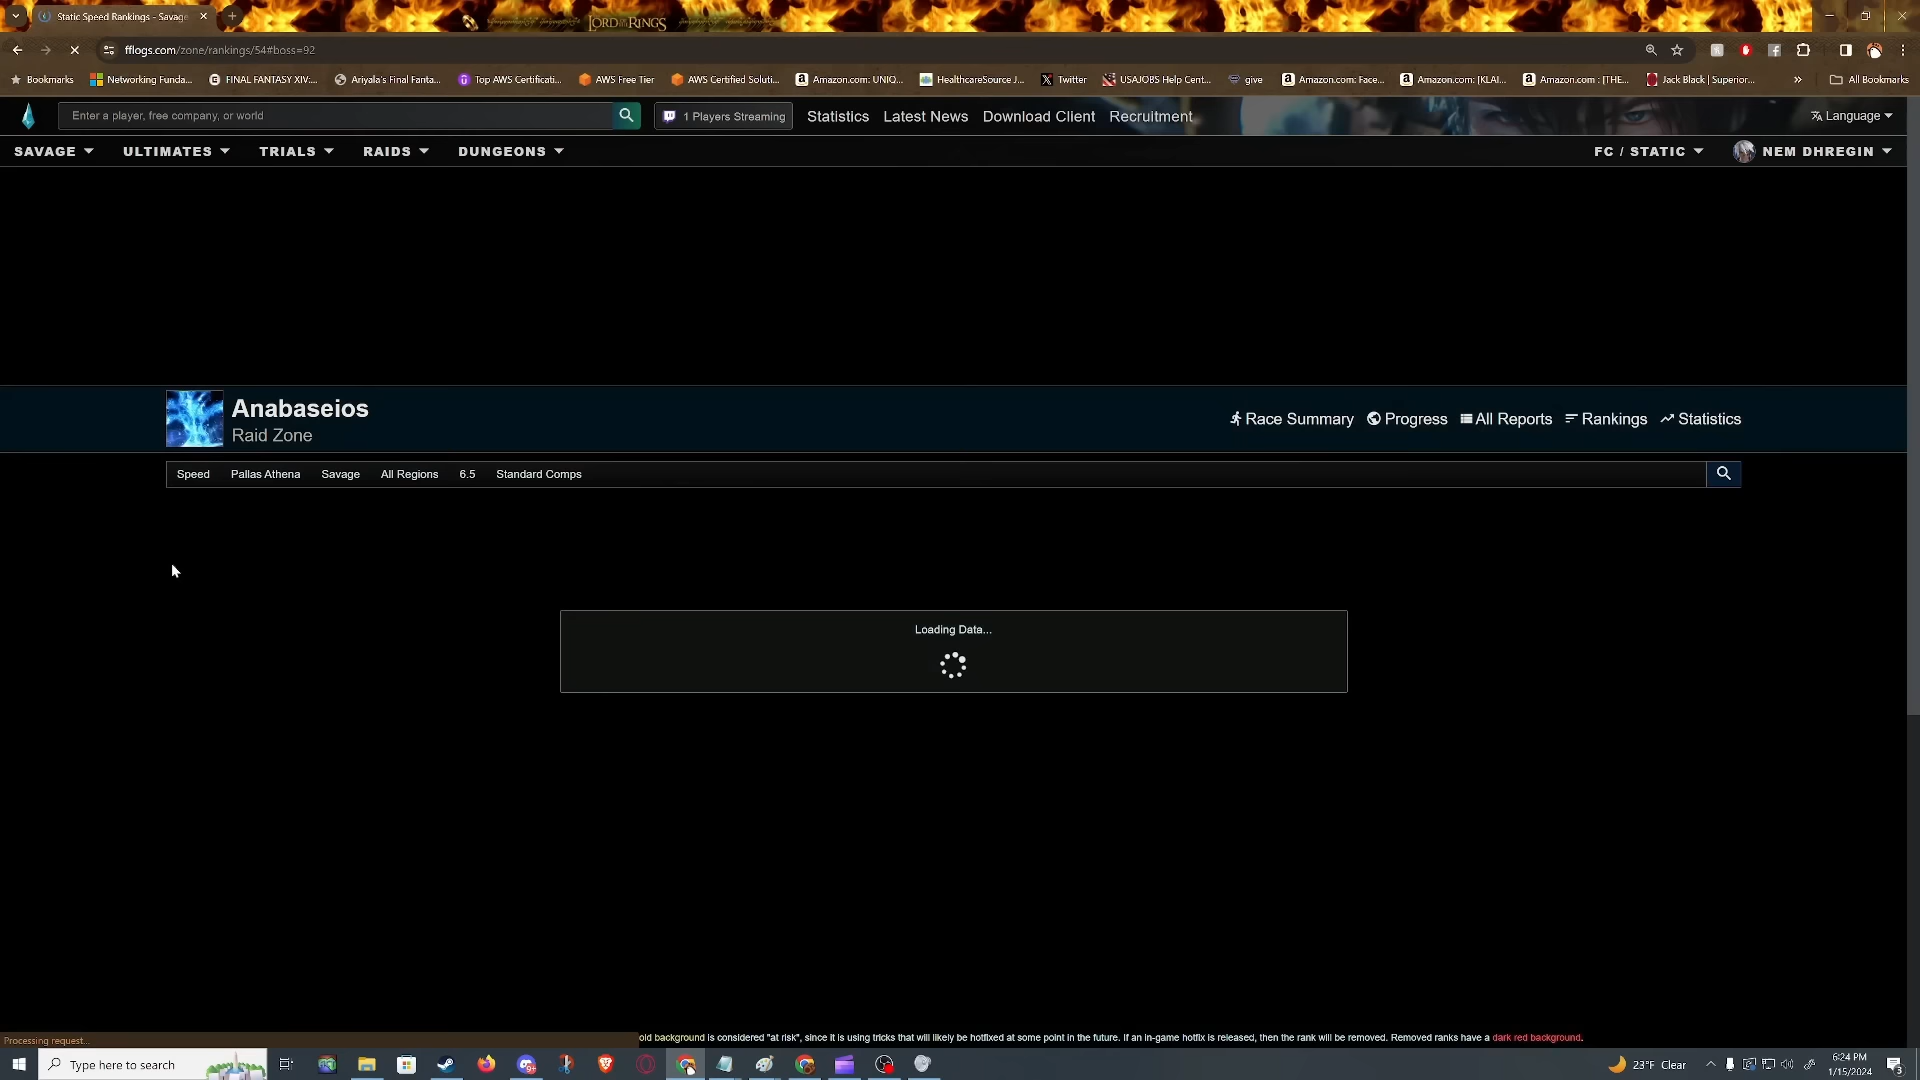 Static Speed Rankings - Savage
LORD OF THE RINGS
fflogs.com/zone/rankings/54#boss=92
Bookmarks
Networking Funda...
FINAL FANTASY XIV:...
Ariyala's Final Fanta...
Top AWS Certificati...
AWS Free Tier
AWS Certified Soluti...
Amazon.com: UNIQ...
HealthcareSource J...
Twitter
USAJOBS Help Cent...
give
Amazon.com: Face...
Amazon.com: [KLAI...
Amazon.com : [THE...
Jack Black | Superior...
»
All Bookmarks
Enter a player, free company, or world
1 Players Streaming
Statistics
Latest News
Download Client
Recruitment
Language
SAVAGE
ULTIMATES
TRIALS
RAIDS
DUNGEONS
FC / STATIC
NEM DHREGIN
Anabaseios
Raid Zone
Race Summary
Progress
All Reports
Rankings
Statistics
Speed
Pallas Athena
Savage
All Regions
6.5
Standard Comps
Loading Data...
Processing request...
old background is considered "at risk", since it is using tricks that will likely be hotfixed at some point in the future. If an in-game hotfix is released, then the rank will be removed. Removed ranks have a dark red background.
Type here to search
9+
23°F Clear
6:24 PM
1/15/2024
3